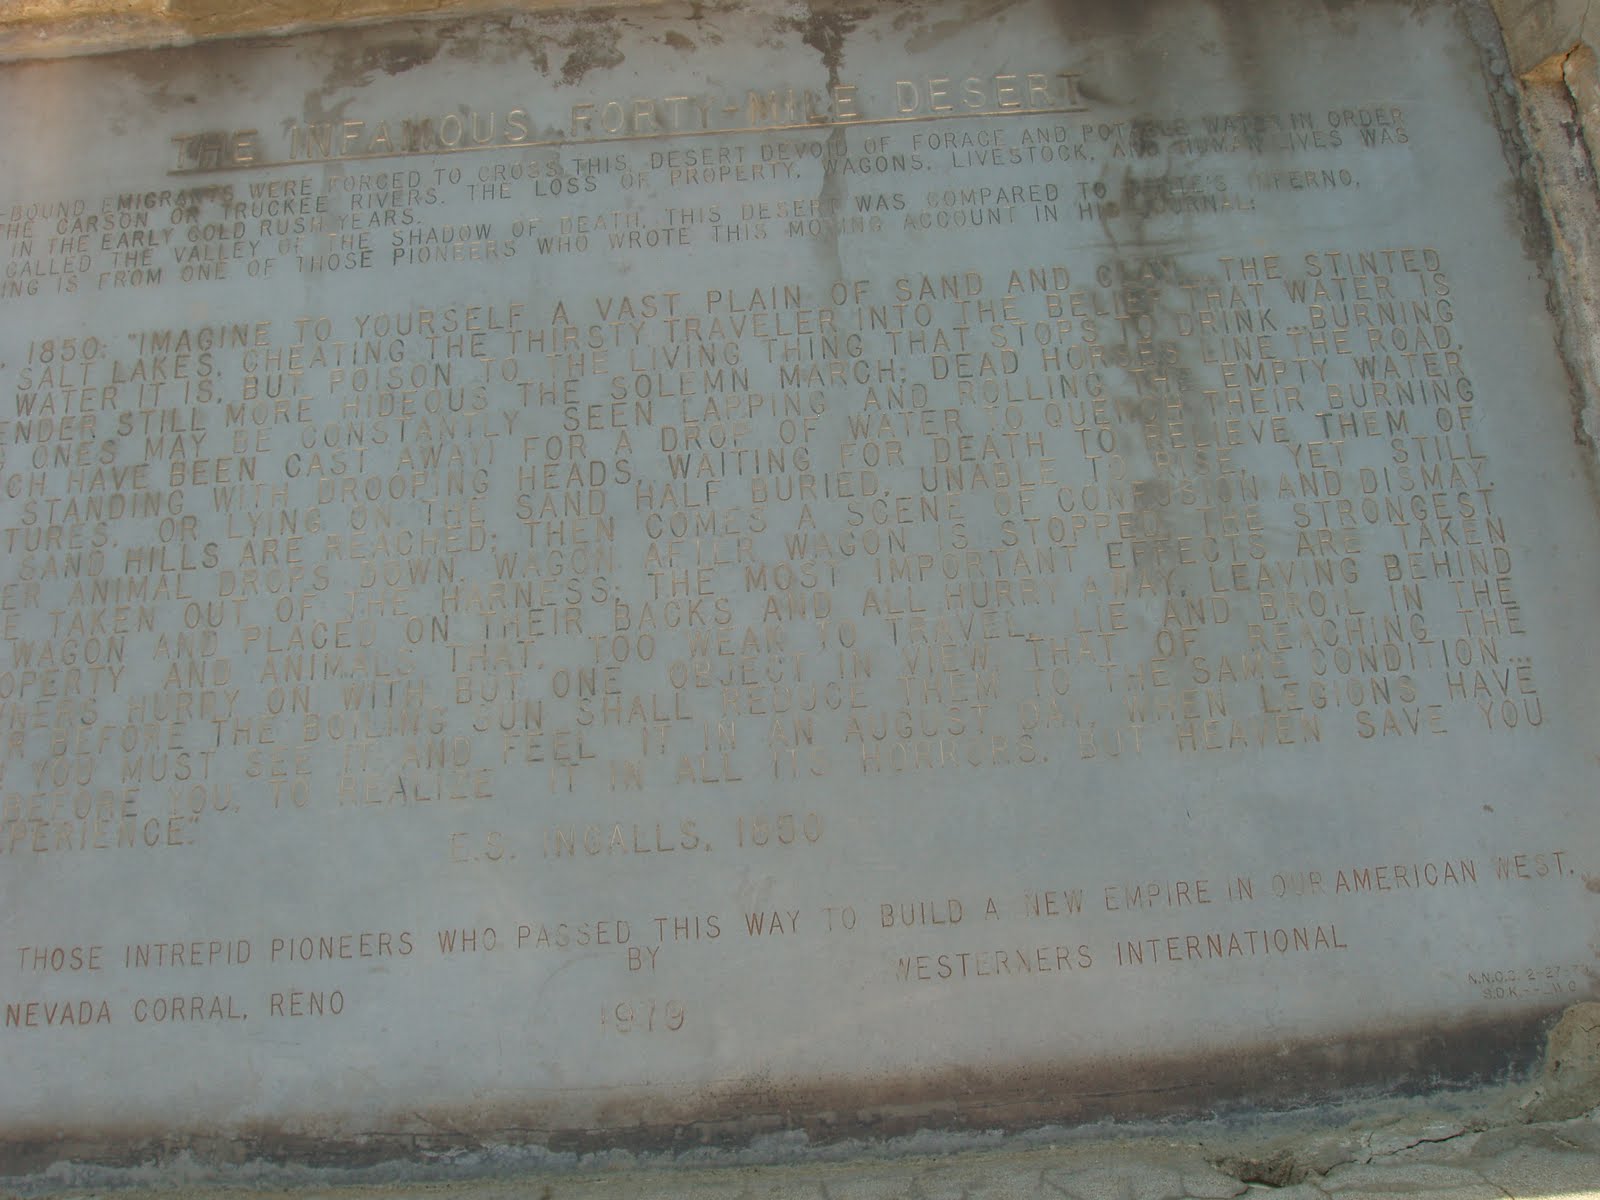 THE INFAMOUS FORTY-MILE DESERT
-BOUND EMIGRANTS WERE FORCED TO CROSS THIS DESERT DEVOID OF FORAGE AND POTABLE WATER IN ORDER
THE CARSON OR TRUCKEE RIVERS. THE LOSS OF PROPERTY, WAGONS, LIVESTOCK, AND HUMAN LIVES WAS
IN THE EARLY GOLD RUSH YEARS.
CALLED THE VALLEY OF THE SHADOW OF DEATH, THIS DESERT WAS COMPARED TO DANTE'S INFERNO,
ING IS FROM ONE OF THOSE PIONEERS WHO WROTE THIS MOVING ACCOUNT IN HIS JOURNAL:
, 1850: "IMAGINE TO YOURSELF A VAST PLAIN OF SAND AND CLAY...THE STINTED
SALT LAKES, CHEATING THE THIRSTY TRAVELER INTO THE BELIEF THAT WATER IS
WATER IT IS, BUT POISON TO THE LIVING THING THAT STOPS TO DRINK...BURNING
ENDER STILL MORE HIDEOUS THE SOLEMN MARCH; DEAD HORSES LINE THE ROAD,
ONES MAY BE CONSTANTLY SEEN LAPPING AND ROLLING THE EMPTY WATER
CH HAVE BEEN CAST AWAY) FOR A DROP OF WATER TO QUENCH THEIR BURNING
STANDING WITH DROOPING HEADS, WAITING FOR DEATH TO RELIEVE THEM OF
TURES, OR LYING ON THE SAND HALF BURIED, UNABLE TO RISE, YET STILL
SAND HILLS ARE REACHED; THEN COMES A SCENE OF CONFUSION AND DISMAY.
ER ANIMAL DROPS DOWN. WAGON AFTER WAGON IS STOPPED, THE STRONGEST
E TAKEN OUT OF THE HARNESS; THE MOST IMPORTANT EFFECTS ARE TAKEN
WAGON AND PLACED ON THEIR BACKS AND ALL HURRY AWAY, LEAVING BEHIND
OPERTY AND ANIMALS THAT, TOO WEAK TO TRAVEL, LIE AND BROIL IN THE
WNERS HURRY ON WITH BUT ONE OBJECT IN VIEW, THAT OF REACHING THE
R BEFORE THE BOILING SUN SHALL REDUCE THEM TO THE SAME CONDITION...
YOU MUST SEE IT AND FEEL IT IN AN AUGUST DAY, WHEN LEGIONS HAVE
BEFORE YOU, TO REALIZE IT IN ALL ITS HORRORS. BUT HEAVEN SAVE YOU
PERIENCE."
E.S. INGALLS, 1850
THOSE INTREPID PIONEERS WHO PASSED THIS WAY TO BUILD A NEW EMPIRE IN OUR AMERICAN WEST.
BY
NEVADA CORRAL, RENO WESTERNERS INTERNATIONAL
1979